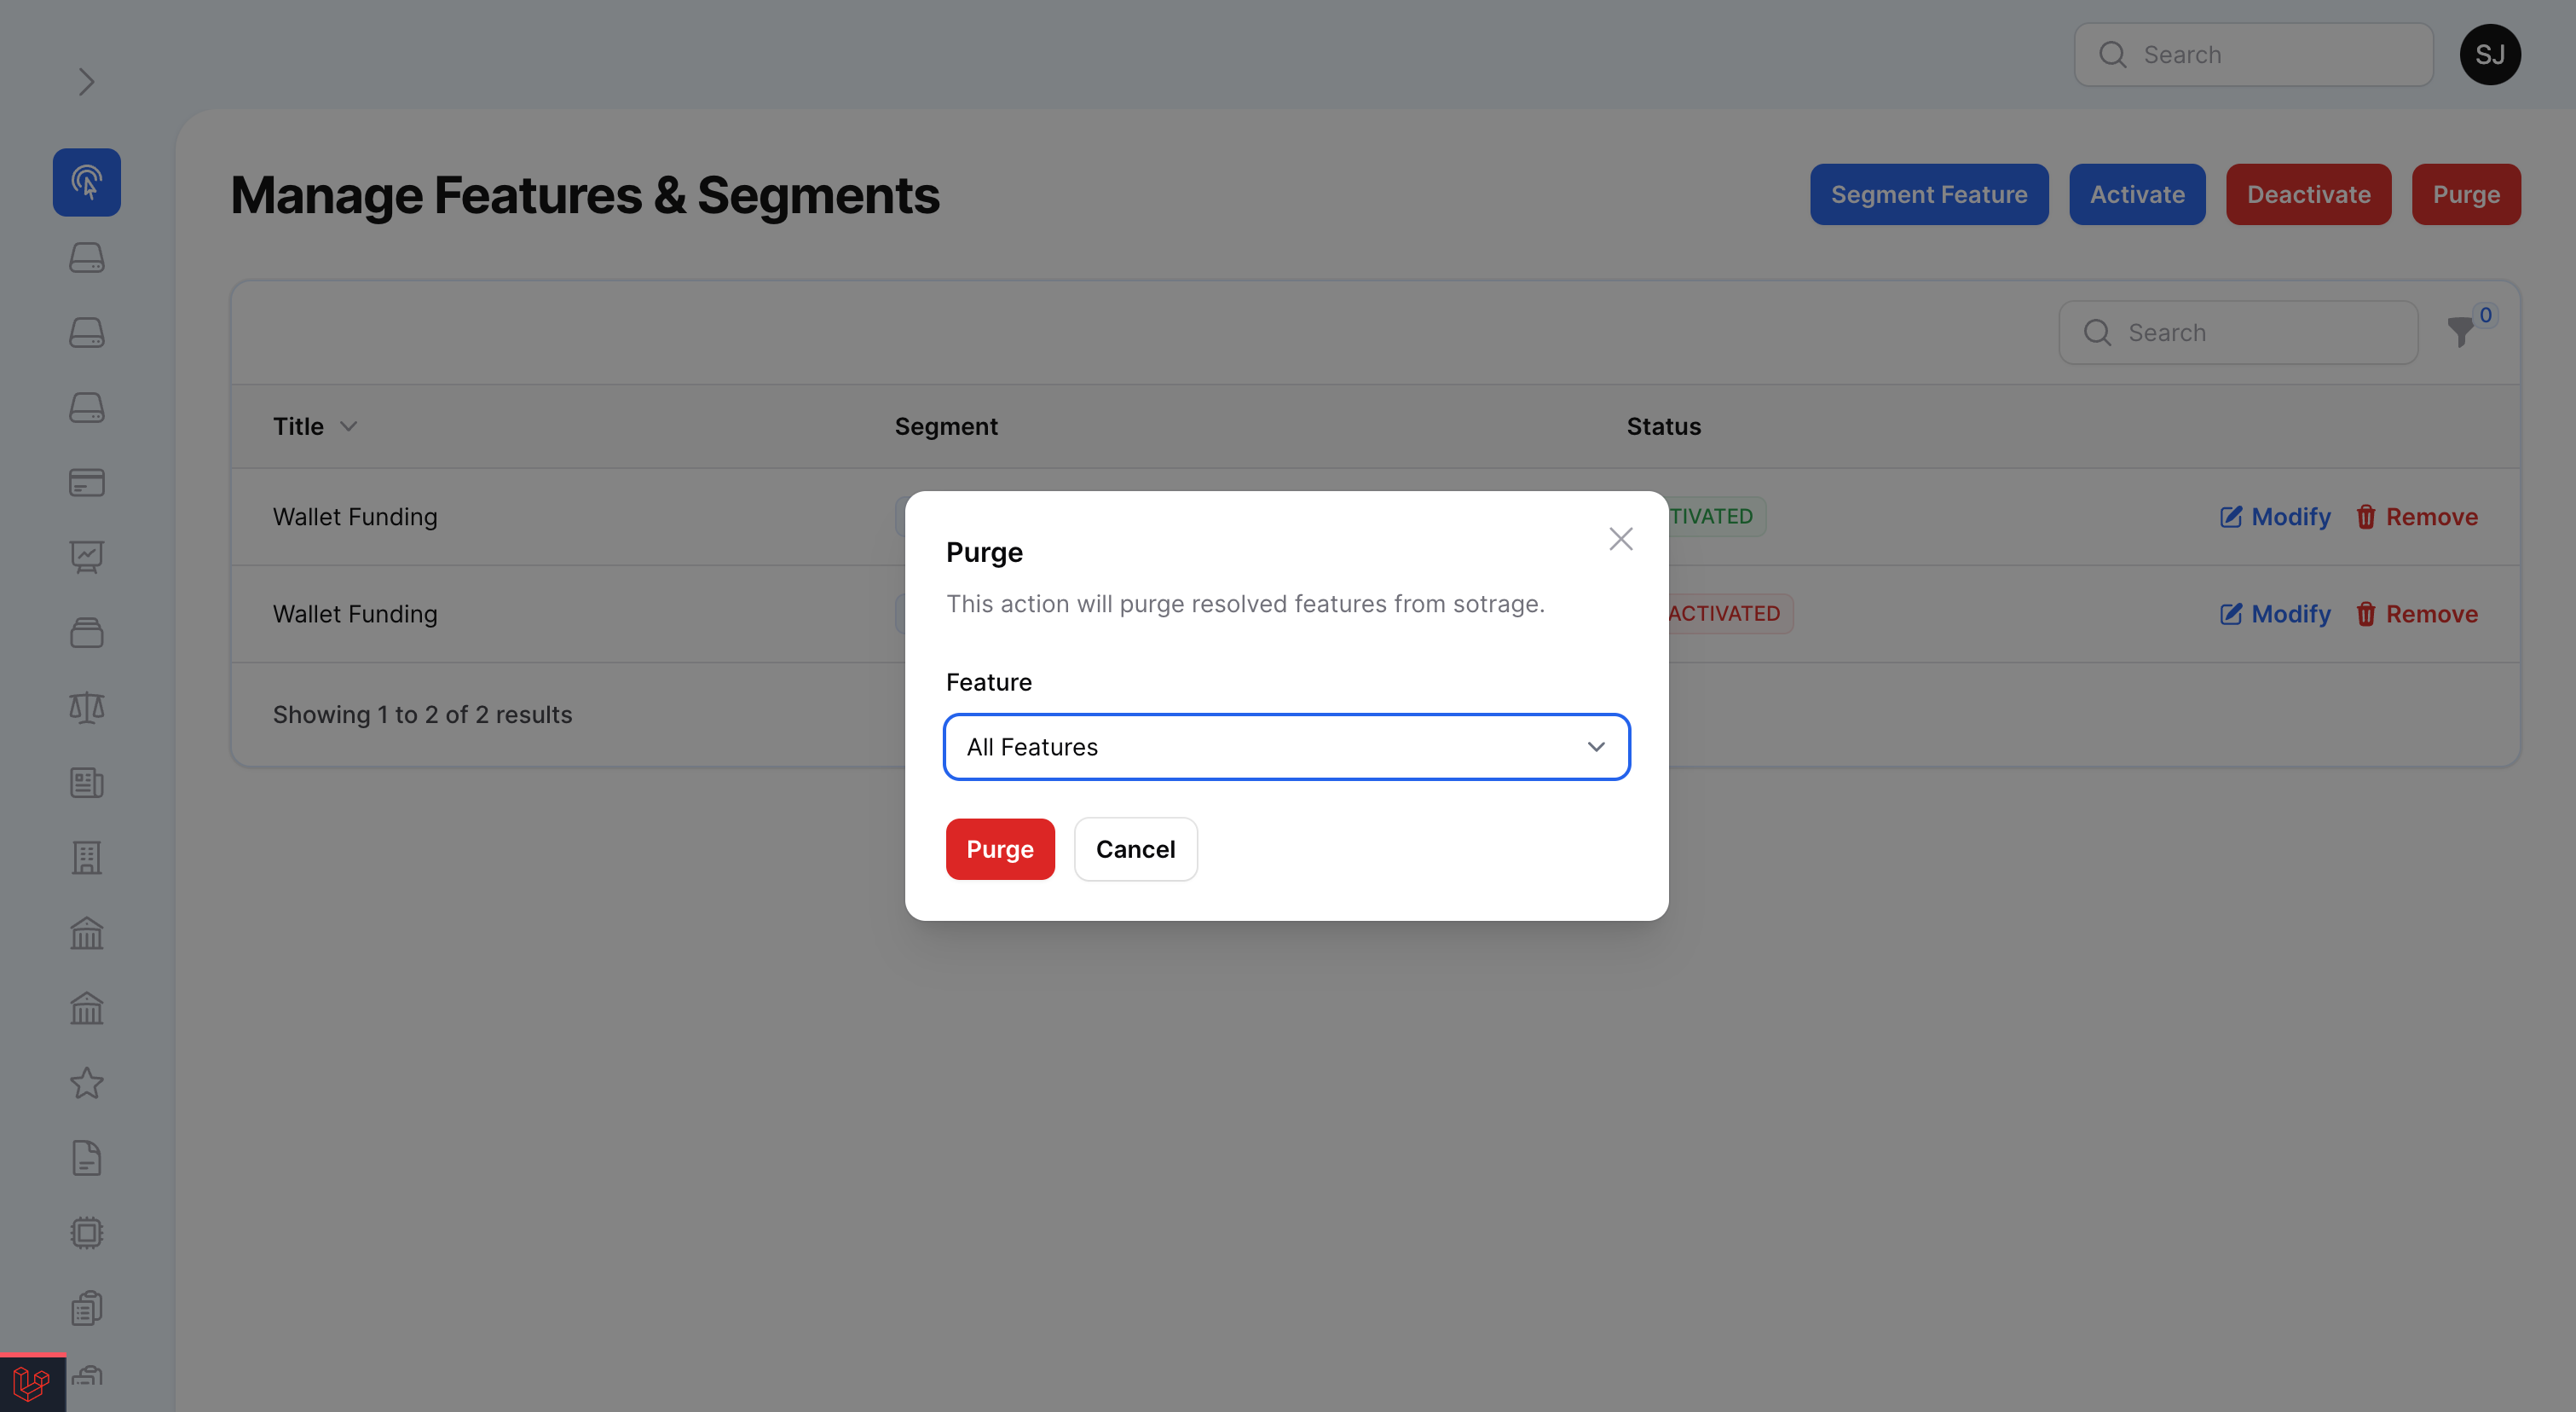 Search
SJ
Manage Features & Segments
Segment Feature
Activate
Deactivate
Purge
Search
0
Title
Segment
Status
Wallet Funding
TIVATED
Modify
Remove
Wallet Funding
ACTIVATED
Modify
Remove
Showing 1 to 2 of 2 results
Purge
This action will purge resolved features from sotrage.
Feature
All Features
Purge
Cancel